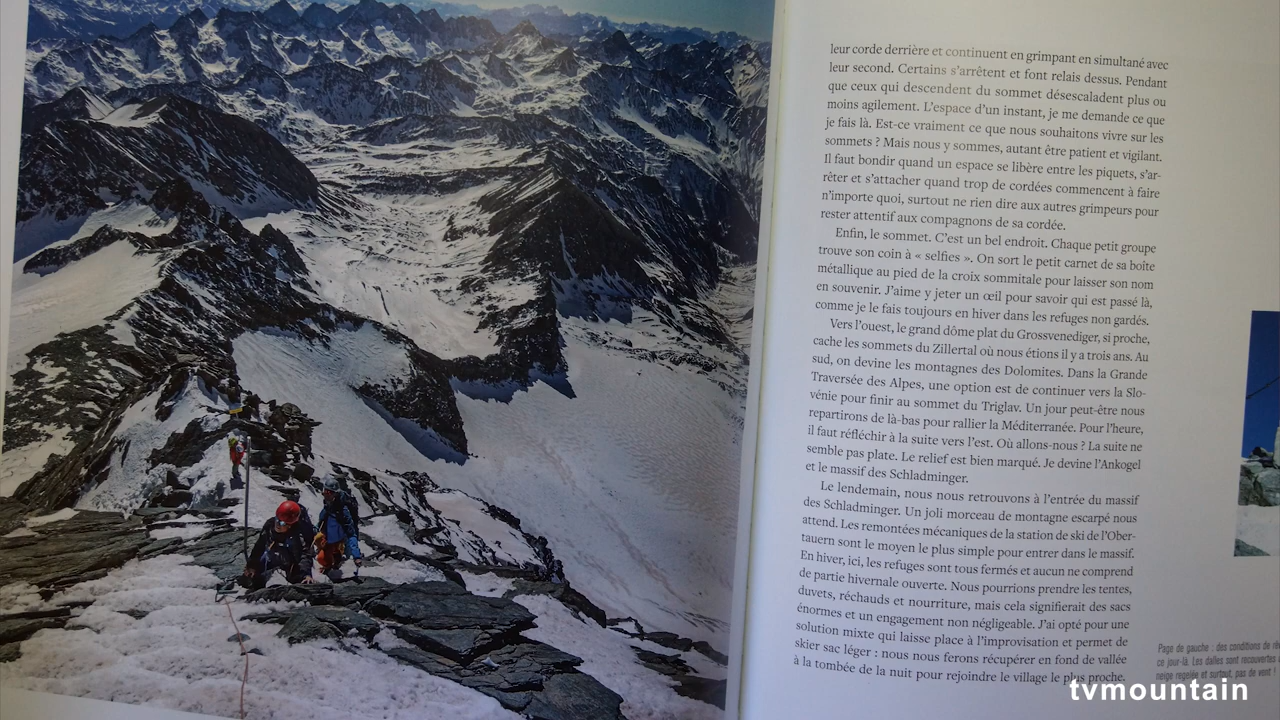 leur corde derrière et continuent en grimpant en simultané avec
leur second. Certains s'arrêtent et font relais dessus. Pendant
que ceux qui descendent du sommet désescaladent plus ou
moins agilement. L'espace d'un instant, je me demande ce que
je fais là. Est-ce vraiment ce que nous souhaitons vivre sur les
sommets ? Mais nous y sommes, autant être patient et vigilant.
Il faut bondir quand un espace se libère entre les piquets, s'ar-
rêter et s'attacher quand trop de cordées commencent à faire
n'importe quoi, surtout ne rien dire aux autres grimpeurs pour
rester attentif aux compagnons de sa cordée.
Enfin, le sommet. C'est un bel endroit. Chaque petit groupe
trouve son coin à « selfies ». On sort le petit carnet de sa boîte
métallique au pied de la croix sommitale pour laisser son nom
en souvenir. J'aime y jeter un œil pour savoir qui est passé là,
comme je le fais toujours en hiver dans les refuges non gardés.
Vers l'ouest, le grand dôme plat du Grossvenediger, si proche,
cache les sommets du Zillertal où nous étions il y a trois ans. Au
sud, on devine les montagnes des Dolomites. Dans la Grande
Traversée des Alpes, une option est de continuer vers la Slo-
vénie pour finir au sommet du Triglav. Un jour peut-être nous
repartirons de là-bas pour rallier la Méditerranée. Pour l'heure,
il faut réfléchir à la suite vers l'est. Où allons-nous ? La suite ne
semble pas plate. Le relief est bien marqué. Je devine l'Ankogel
et le massif des Schladminger.
Le lendemain, nous nous retrouvons à l'entrée du massif
des Schladminger. Un joli morceau de montagne escarpé nous
attend. Les remontées mécaniques de la station de ski de l'Ober-
tauern sont le moyen le plus simple pour entrer dans le massif.
En hiver, ici, les refuges sont tous fermés et aucun ne comprend
de partie hivernale ouverte. Nous pourrions prendre les tentes,
duvets, réchauds et nourriture, mais cela signifierait des sacs
énormes et un engagement non négligeable. J'ai opté pour une
solution mixte qui laisse place à l'improvisation et permet de
skier sac léger : nous nous ferons récupérer en fond de vallée
à la tombée de la nuit pour rejoindre le village le plus proche.
Page de gauche : des conditions de
ce jour-là. Les dalles sont recouvertes
neige regelée et surtout, pas de vent !
tvmountain